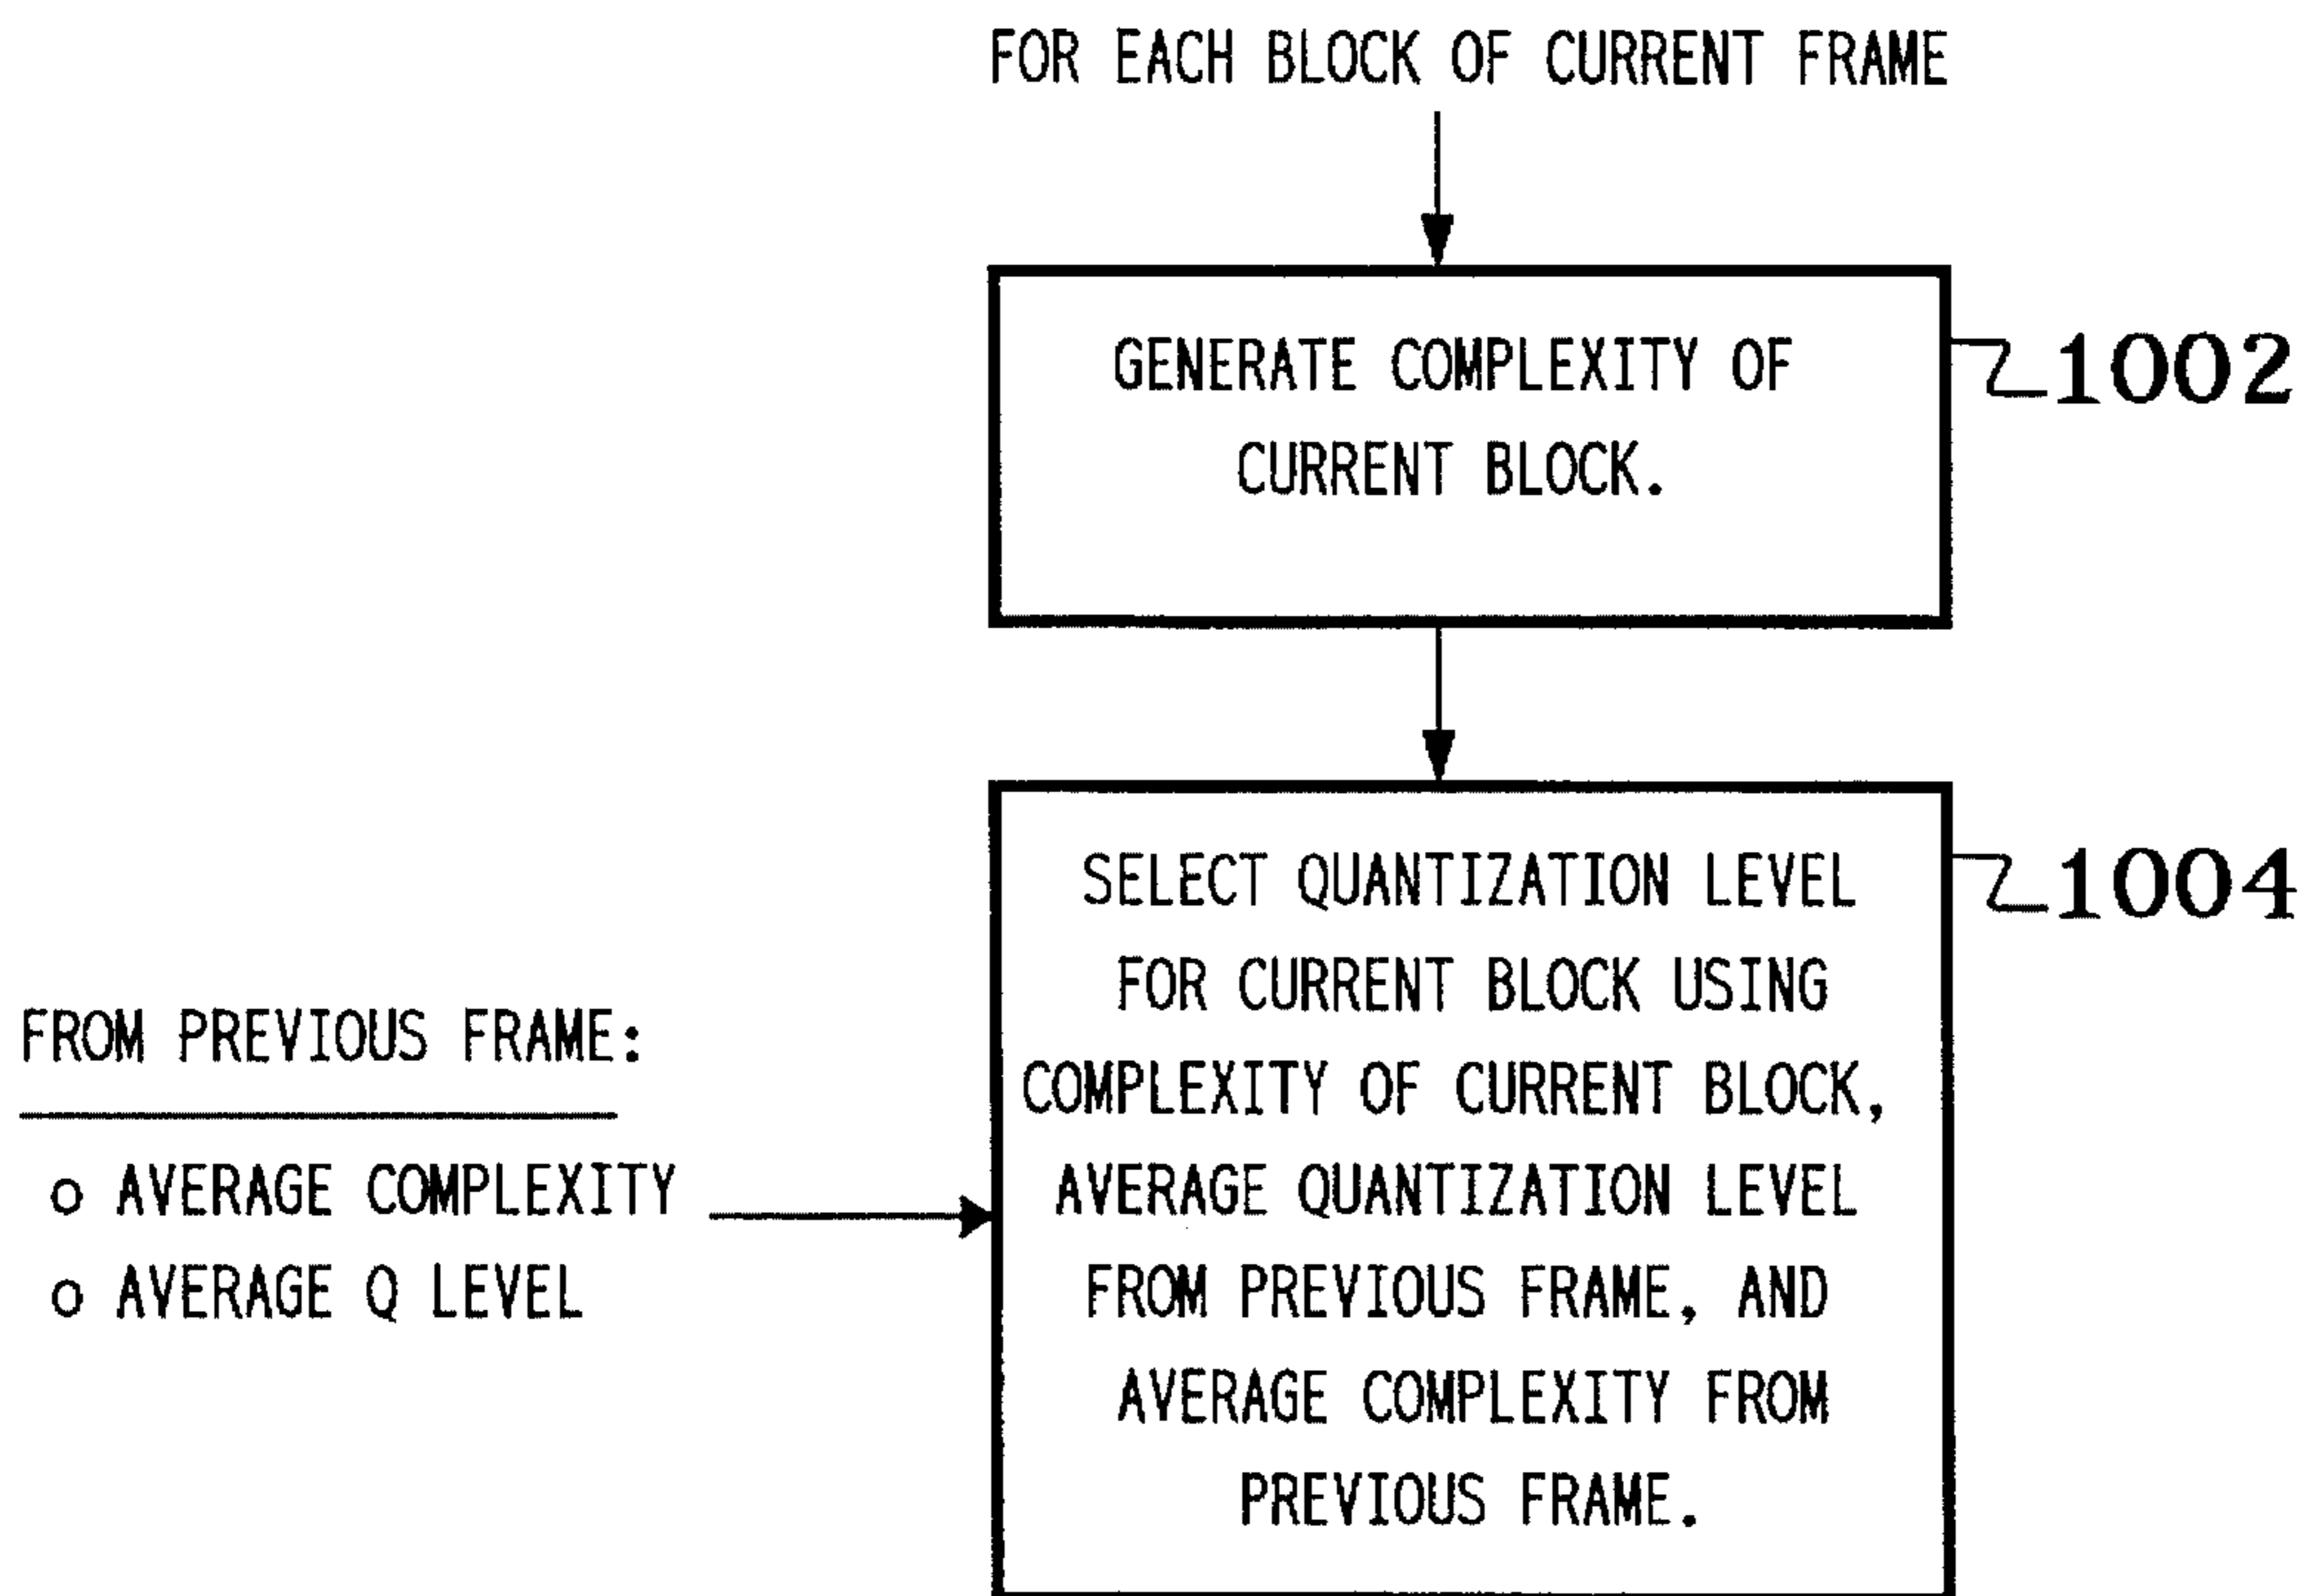 FOR EACH BLOCK OF CURRENT FRAME
GENERATE COMPLEXITY OF
CURRENT BLOCK.
1002
SELECT QUANTIZATION LEVEL
FOR CURRENT BLOCK USING
COMPLEXITY OF CURRENT BLOCK,
AVERAGE QUANTIZATION LEVEL
FROM PREVIOUS FRAME, AND
AVERAGE COMPLEXITY FROM
PREVIOUS FRAME.
1004
FROM PREVIOUS FRAME:
o AVERAGE COMPLEXITY
o AVERAGE Q LEVEL